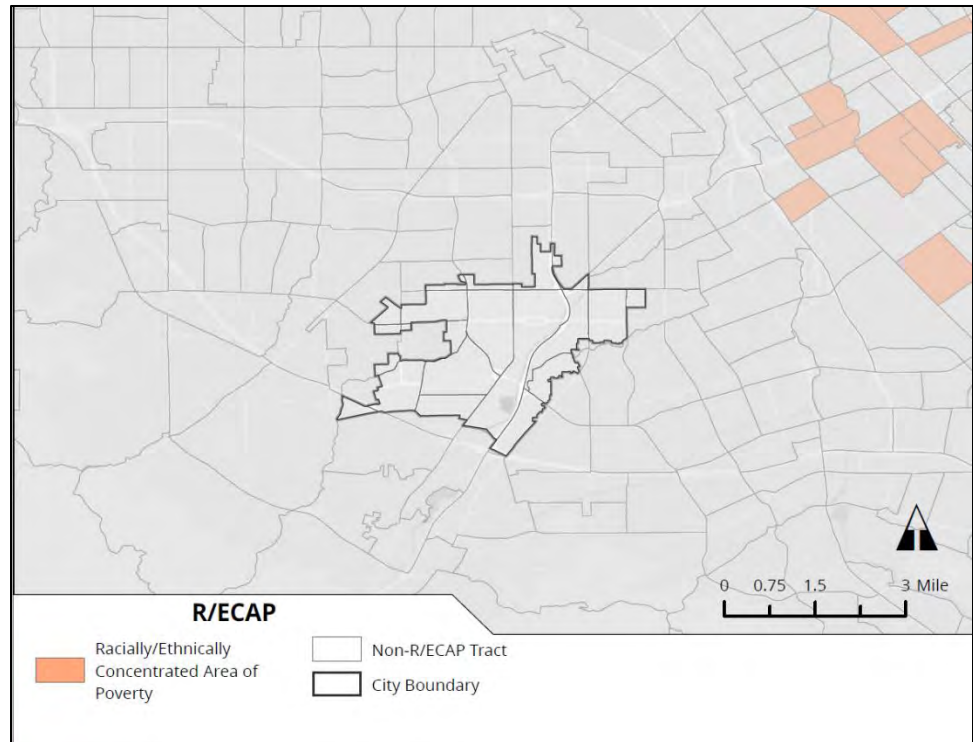 0 0.75 1.5 3 Mile
R/ECAP
Racially/Ethnically
Concentrated Area of
Poverty
Non-R/ECAP Tract
City Boundary